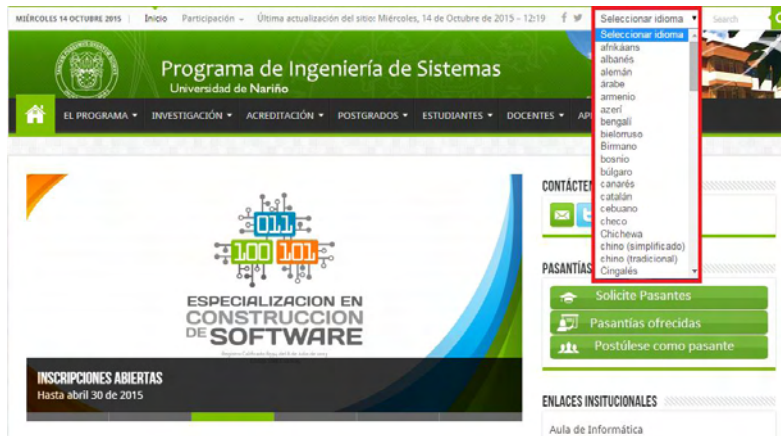 MIÉRCOLES 14 OCTUBRE 2015
Inicio
Participación
Última actualización del sitio: Miércoles, 14 de Octubre de 2015 - 12:19
Seleccionar idioma
Search
Programa de Ingeniería de Sistemas
Universidad de Nariño
EL PROGRAMA
INVESTIGACIÓN
ACREDITACIÓN
POSTGRADOS
ESTUDIANTES
DOCENTES
Seleccionar idioma
afrikáans
albanés
alemán
árabe
armenio
azerí
bengalí
bielorruso
Birmano
bosnio
búlgaro
canarés
catalán
cebuano
checo
Chichewa
chino (simplificado)
chino (tradicional)
Cingalés
011
100 101
ESPECIALIZACION EN
CONSTRUCCION
DE SOFTWARE
INSCRIPCIONES ABIERTAS
Hasta abril 30 de 2015
CONTÁCTEN
PASANTÍAS
Solicite Pasantes
Pasantías ofrecidas
Postúlese como pasante
ENLACES INSITUCIONALES
Aula de Informática